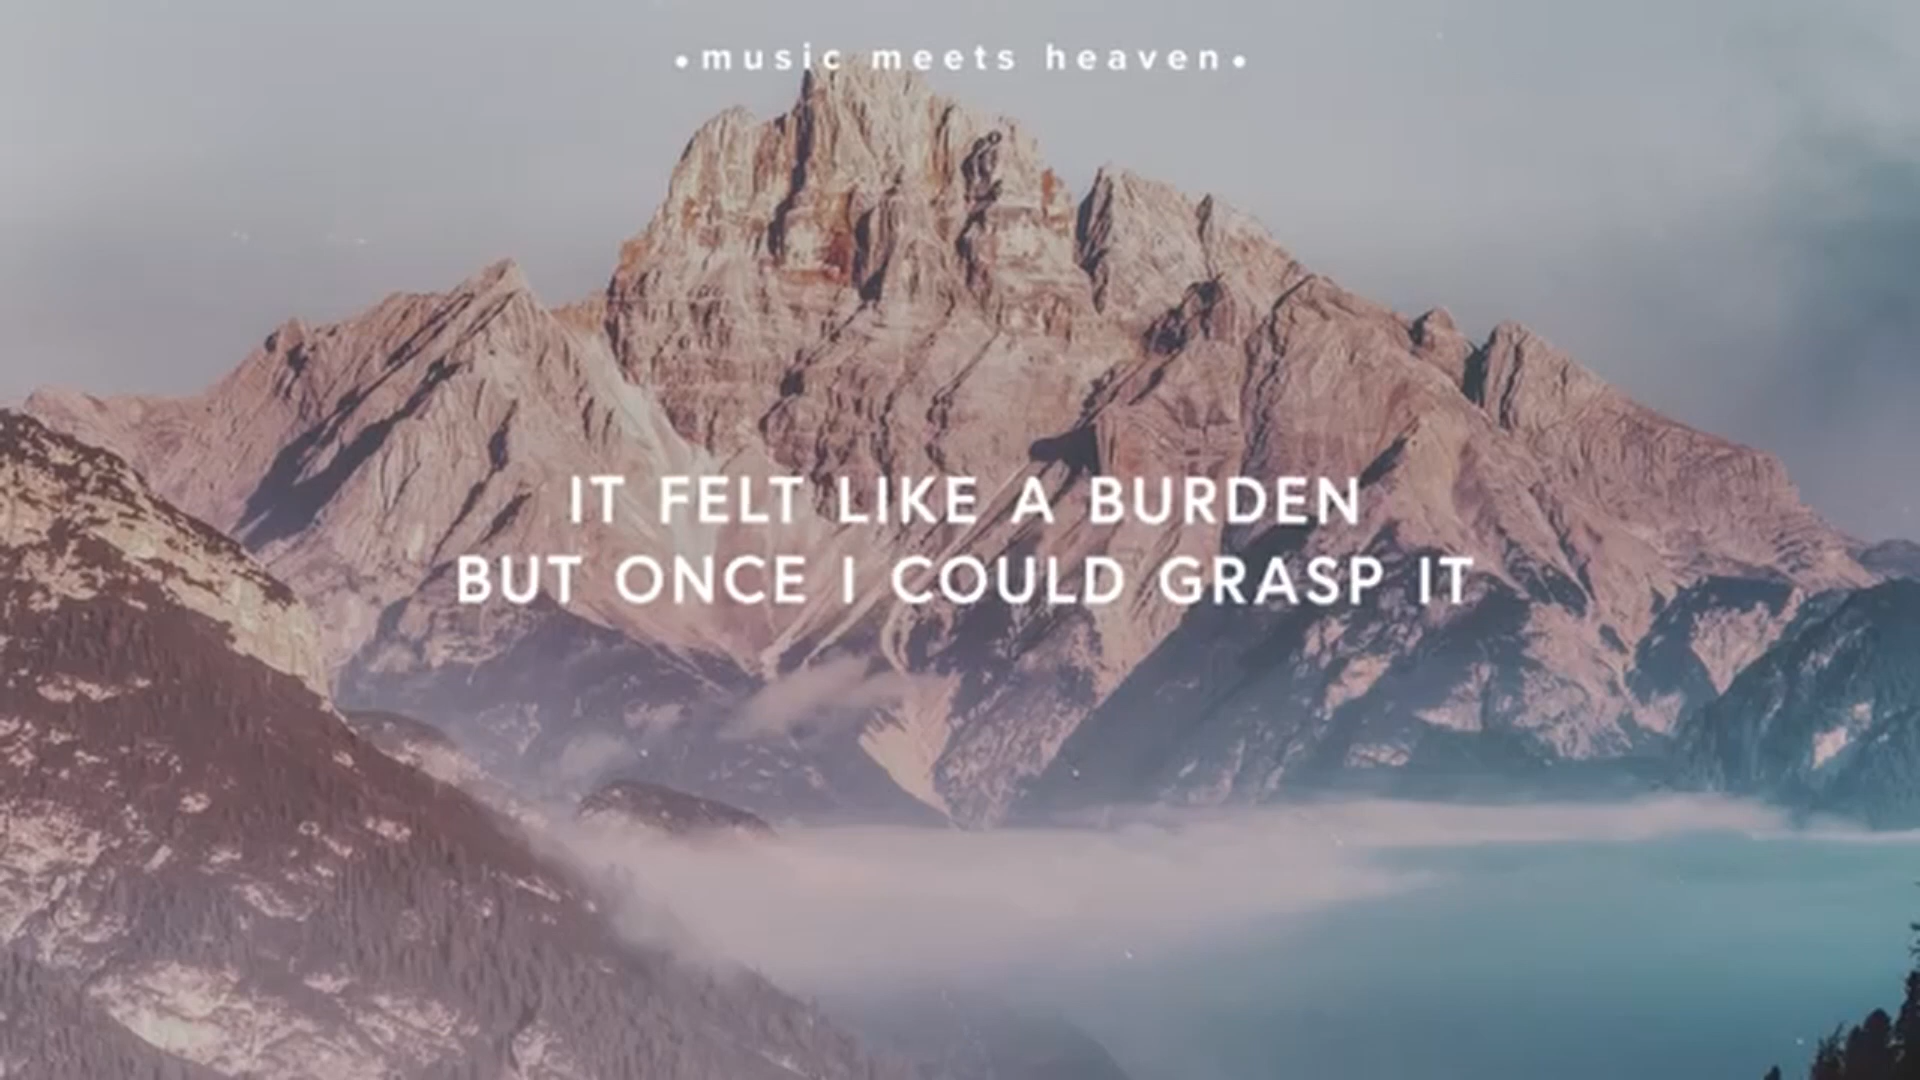 •music meets heaven•
IT FELT LIKE A BURDEN
BUT ONCE I COULD GRASP IT